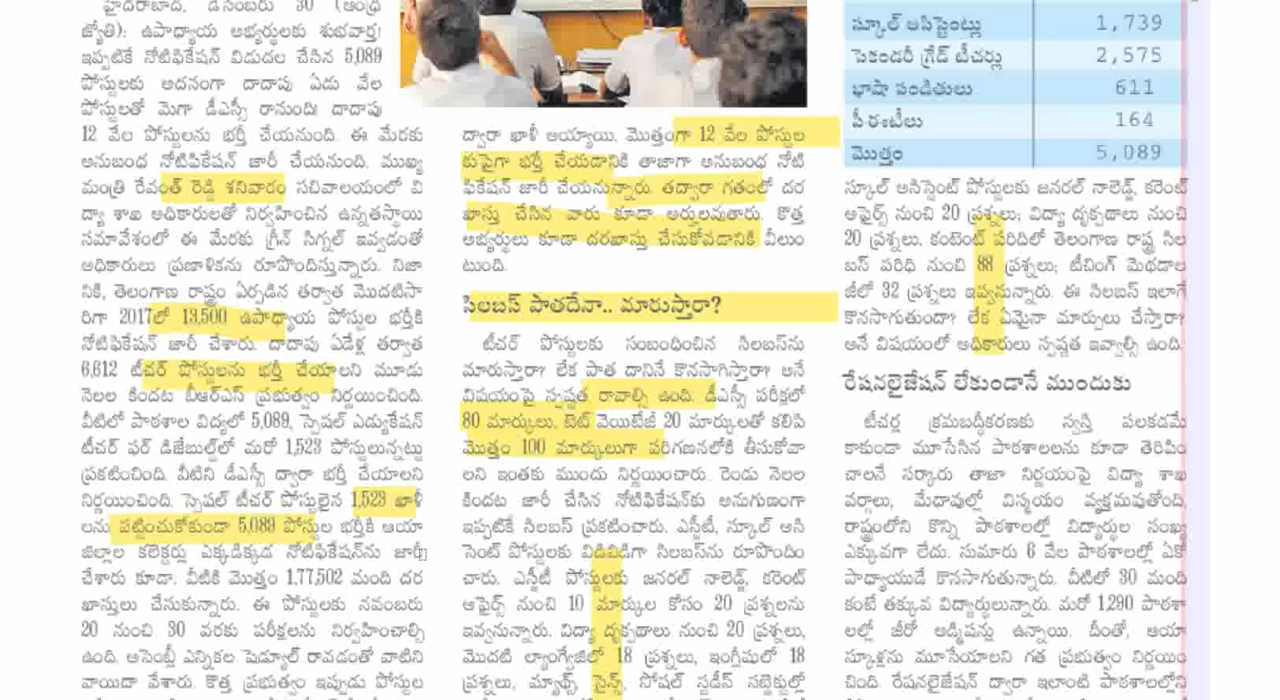 హైదరాబాద్, డిసెంబరు 30 (ఆంధ్ర
జ్యోతి): ఉపాధ్యాయ అభ్యర్థులకు శుభవార్త!
ఇప్పటికే నోటిఫికేషన్ విడుదల చేసిన 5,089
పోస్టులకు అదనంగా దాదాపు ఏడు వేల
పోస్టులతో మెగా డీఎస్సీ రానుంది! దాదాపు
12 వేల పోస్టులను భర్తీ చేయనుంది. ఈ మేరకు
అనుబంధ నోటిఫికేషన్ జారీ చేయనుంది. ముఖ్య
మంత్రి రేవంత్ రెడ్డి శనివారం సచివాలయంలో వి
ద్యా శాఖ అధికారులతో నిర్వహించిన ఉన్నతస్థాయి
సమావేశంలో ఈ మేరకు గ్రీన్ సిగ్నల్ ఇవ్వడంతో
అధికారులు ప్రణాళికను రూపొందిస్తున్నారు. నిజా
నికి, తెలంగాణ రాష్ట్రం ఏర్పడిన తర్వాత మొదటిసా
రిగా 2017లో 13,500 ఉపాధ్యాయ పోస్టుల భర్తీకి
నోటిఫికేషన్ జారీ చేశారు. దాదాపు ఏడేళ్ల తర్వాత
6,612 టీచర్ పోస్టులను భర్తీ చేయాలని మూడు
నెలల కిందట బీఆర్ఎస్ ప్రభుత్వం నిర్ణయించింది.
వీటిలో పాఠశాల విద్యలో 5,089, స్పెషల్ ఎడ్యుకేషన్
టీచర్ ఫర్ డిజేబుల్డ్‌లో మరో 1,523 పోస్టులున్నట్టు
ప్రకటించింది. వీటిని డీఎస్సీ ద్వారా భర్తీ చేయాలని
నిర్ణయించింది. స్పెషల్ టీచర్ పోస్టులైన 1,523 ఖాళీ
లను పట్టించుకోకుండా 5,089 పోస్టుల భర్తీకి ఆయా
జిల్లాల కలెక్టర్లు ఎక్కడికక్కడ నోటిఫికేషన్‌ను జారీ
చేశారు కూడా. వీటికి మొత్తం 1,77,502 మంది దర
ఖాస్తులు చేసుకున్నారు. ఈ పోస్టులకు నవంబరు
20 నుంచి 30 వరకు పరీక్షలను నిర్వహించాల్సి
ఉంది. అసెంబ్లీ ఎన్నికల షెడ్యూల్ రావడంతో వాటిని
వాయిదా వేశారు. కొత్త ప్రభుత్వం ఇప్పుడు పోస్టుల
ద్వారా ఖాళీ అయ్యాయి. మొత్తంగా 12 వేల పోస్టుల
కుపైగా భర్తీ చేయడానికి తాజాగా అనుబంధ నోటి
ఫికేషన్ జారీ చేయనున్నారు. తద్వారా గతంలో దర
ఖాస్తు చేసిన వారు కూడా అర్హులవుతారు. కొత్త
అభ్యర్థులు కూడా దరఖాస్తు చేసుకోవడానికి వీలుం
టుంది.
సిలబస్ పాతదేనా.. మారుస్తారా?
టీచర్ పోస్టులకు సంబంధించిన సిలబస్‌ను
మారుస్తారా? లేక పాత దానినే కొనసాగిస్తారా? అనే
విషయంపై స్పష్టత రావాల్సి ఉంది. డీఎస్సీ పరీక్షలో
80 మార్కులు, టెట్ వెయిటేజీ 20 మార్కులతో కలిపి
మొత్తం 100 మార్కులుగా పరిగణనలోకి తీసుకోవా
లని ఇంతకు ముందు నిర్ణయించారు. రెండు నెలల
కిందట జారీ చేసిన నోటిఫికేషన్‌కు అనుగుణంగా
ఇప్పటికే సిలబస్ ప్రకటించారు. ఎస్జీటీ, స్కూల్ అసి
స్టెంట్ పోస్టులకు విడివిడిగా సిలబస్‌ను రూపొందిం
చారు. ఎస్జీటీ పోస్టులకు జనరల్ నాలెడ్జ్, కరెంట్
అఫైర్స్ నుంచి 10 మార్కుల కోసం 20 ప్రశ్నలను
ఇవ్వనున్నారు. విద్యా దృక్పథాలు నుంచి 20 ప్రశ్నలు,
మొదటి ల్యాంగ్వేజీలో 18 ప్రశ్నలు, ఇంగ్లీషులో 18
ప్రశ్నలు, మ్యాథ్స్, సైన్స్, సోషల్ స్టడీస్ సబ్జెక్టుల్లో
స్కూల్ అసిస్టెంట్లు 1,739
సెకండరీ గ్రేడ్ టీచర్లు 2,575
భాషా పండితులు 611
పీఈటీలు 164
మొత్తం 5,089
స్కూల్ అసిస్టెంట్ పోస్టులకు జనరల్ నాలెడ్జ్, కరెంట్
అఫైర్స్ నుంచి 20 ప్రశ్నలు; విద్యా దృక్పథాలు నుంచి
20 ప్రశ్నలు, కంటెంట్ పరిధిలో తెలంగాణ రాష్ట్ర సిల
బస్ పరిధి నుంచి 88 ప్రశ్నలు; టీచింగ్ మెథడాల
జీలో 32 ప్రశ్నలు ఇవ్వనున్నారు. ఈ సిలబస్ ఇలాగే
కొనసాగుతుందా? లేక ఏమైనా మార్పులు చేస్తారా?
అనే విషయంలో అధికారులు స్పష్టత ఇవ్వాల్సి ఉంది.
రేషనలైజేషన్ లేకుండానే ముందుకు
టీచర్ల క్రమబద్ధీకరణకు స్వస్తి పలకడమే
కాకుండా మూసేసిన పాఠశాలలను కూడా తెరిపిం
చాలనే సర్కారు తాజా నిర్ణయంపై విద్యా శాఖ
వర్గాలు, మేధావుల్లో విస్మయం వ్యక్తమవుతోంది.
రాష్ట్రంలోని కొన్ని పాఠశాలల్లో విద్యార్థుల సంఖ్య
ఎక్కువగా లేదు. సుమారు 6 వేల పాఠశాలల్లో ఏకో
పాధ్యాయుడే కొనసాగుతున్నారు. వీటిలో 30 మంది
కంటే తక్కువ విద్యార్థులున్నారు. మరో 1,290 పాఠశా
లల్లో జీరో అడ్మిషన్లు ఉన్నాయి. దీంతో, ఆయా
స్కూళ్లను మూసేయాలని గత ప్రభుత్వం నిర్ణయిం
చింది. రేషనలైజేషన్ ద్వారా ఇలాంటి పాఠశాలల్లోని